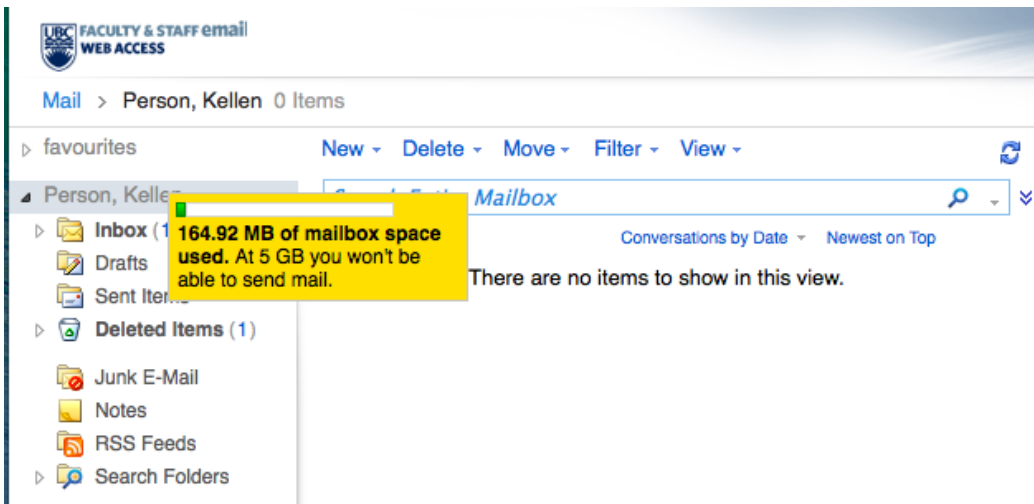 UBC FACULTY & STAFF email
WEB ACCESS
Mail > Person, Kellen 0 Items
favourites
New Delete Move Filter View
Person, Kellen
Mailbox
164.92 MB of mailbox space
used. At 5 GB you won't be
able to send mail.
Inbox (1
Conversations by Date Newest on Top
Drafts
There are no items to show in this view.
Sent Items
Deleted Items (1)
Junk E-Mail
Notes
RSS Feeds
Search Folders